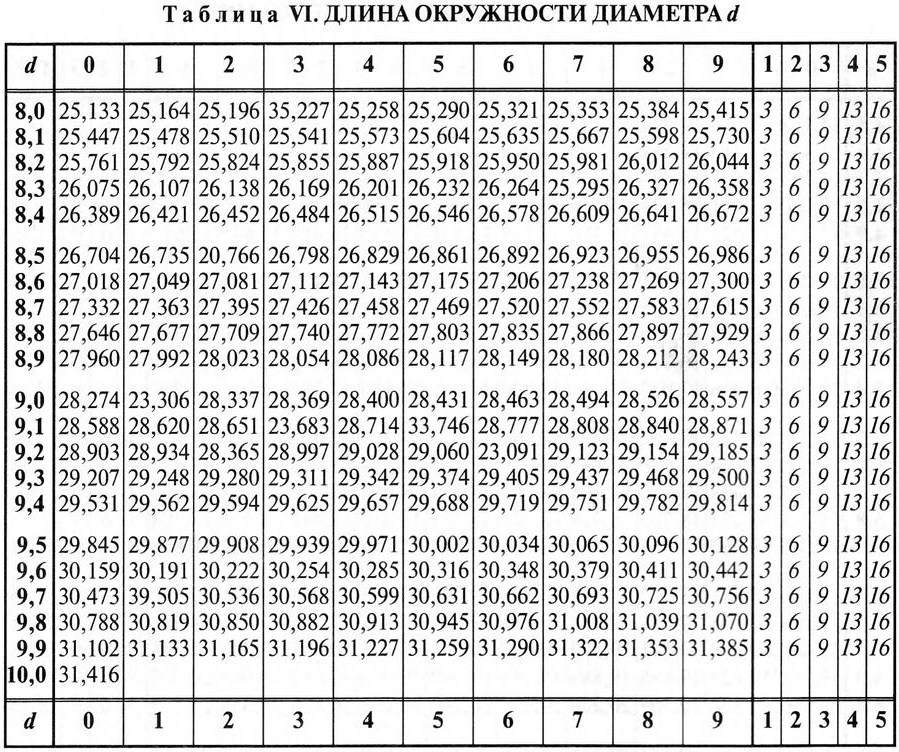 Таблица VI. ДЛИНА ОКРУЖНОСТИ ДИАМЕТРА d
d 0 1 2 3 4 5 6 7 8 9 1 2 3 4 5
8,0 25,133 25,164 25,196 35,227 25,258 25,290 25,321 25,353 25,384 25,415 3 6 9 13 16
8,1 25,447 25,478 25,510 25,541 25,573 25,604 25,635 25,667 25,598 25,730 3 6 9 13 16
8,2 25,761 25,792 25,824 25,855 25,887 25,918 25,950 25,981 26,012 26,044 3 6 9 13 16
8,3 26,075 26,107 26,138 26,169 26,201 26,232 26,264 25,295 26,327 26,358 3 6 9 13 16
8,4 26,389 26,421 26,452 26,484 26,515 26,546 26,578 26,609 26,641 26,672 3 6 9 13 16
8,5 26,704 26,735 20,766 26,798 26,829 26,861 26,892 26,923 26,955 26,986 3 6 9 13 16
8,6 27,018 27,049 27,081 27,112 27,143 27,175 27,206 27,238 27,269 27,300 3 6 9 13 16
8,7 27,332 27,363 27,395 27,426 27,458 27,469 27,520 27,552 27,583 27,615 3 6 9 13 16
8,8 27,646 27,677 27,709 27,740 27,772 27,803 27,835 27,866 27,897 27,929 3 6 9 13 16
8,9 27,960 27,992 28,023 28,054 28,086 28,117 28,149 28,180 28,212 28,243 3 6 9 13 16
9,0 28,274 23,306 28,337 28,369 28,400 28,431 28,463 28,494 28,526 28,557 3 6 9 13 16
9,1 28,588 28,620 28,651 23,683 28,714 33,746 28,777 28,808 28,840 28,871 3 6 9 13 16
9,2 28,903 28,934 28,365 28,997 29,028 29,060 23,091 29,123 29,154 29,185 3 6 9 13 16
9,3 29,207 29,248 29,280 29,311 29,342 29,374 29,405 29,437 29,468 29,500 3 6 9 13 16
9,4 29,531 29,562 29,594 29,625 29,657 29,688 29,719 29,751 29,782 29,814 3 6 9 13 16
9,5 29,845 29,877 29,908 29,939 29,971 30,002 30,034 30,065 30,096 30,128 3 6 9 13 16
9,6 30,159 30,191 30,222 30,254 30,285 30,316 30,348 30,379 30,411 30,442 3 6 9 13 16
9,7 30,473 39,505 30,536 30,568 30,599 30,631 30,662 30,693 30,725 30,756 3 6 9 13 16
9,8 30,788 30,819 30,850 30,882 30,913 30,945 30,976 31,008 31,039 31,070 3 6 9 13 16
9,9 31,102 31,133 31,165 31,196 31,227 31,259 31,290 31,322 31,353 31,385 3 6 9 13 16
10,0 31,416
d 0 1 2 3 4 5 6 7 8 9 1 2 3 4 5